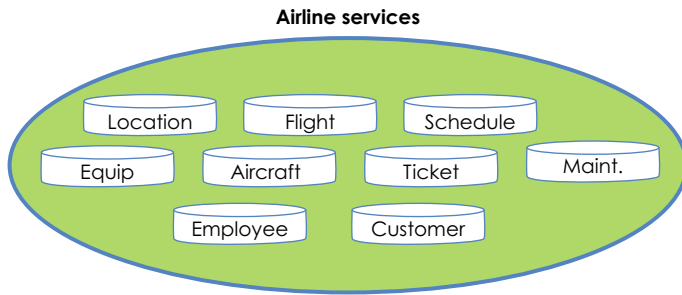 Airline services
Location
Flight
Schedule
Equip
Aircraft
Ticket
Maint.
Employee
Customer